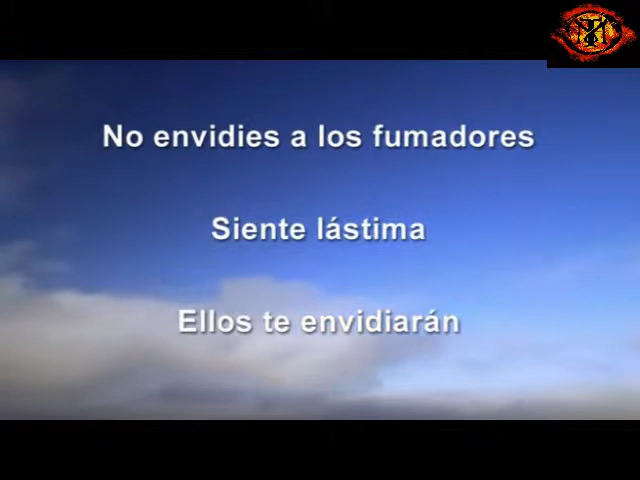 No envidies a los fumadores
Siente lástima
Ellos te envidiarán